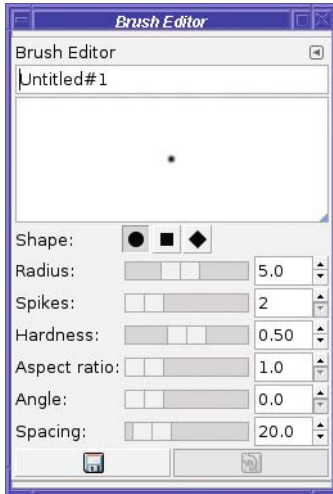 Brush Editor
Brush Editor
Untitled#1
Shape:
Radius: 5.0
Spikes: 2
Hardness: 0.50
Aspect ratio: 1.0
Angle: 0.0
Spacing: 20.0